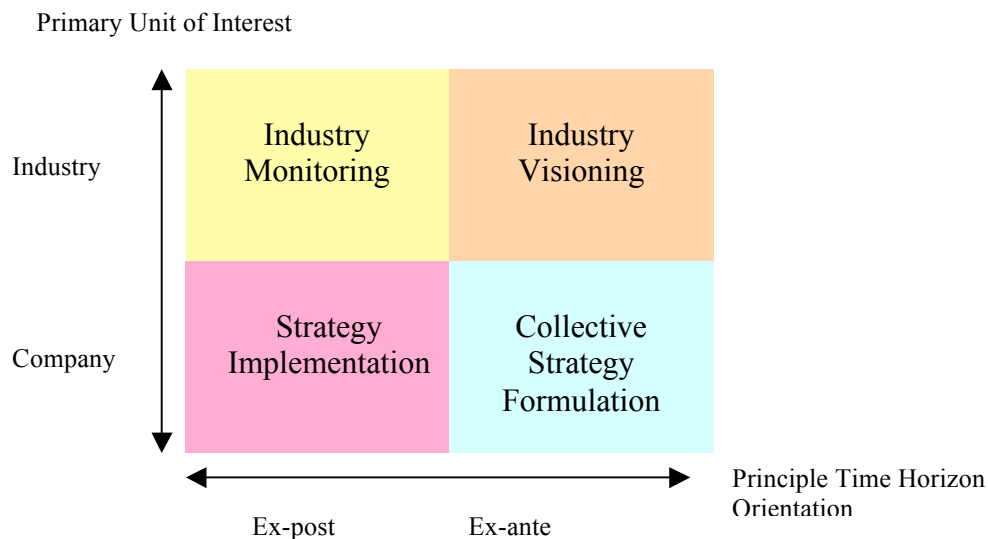 Primary Unit of Interest
Industry
Industry
Monitoring
Industry
Visioning
Company
Strategy
Implementation
Collective
Strategy
Formulation
Principle Time Horizon
Orientation
Ex-post
Ex-ante